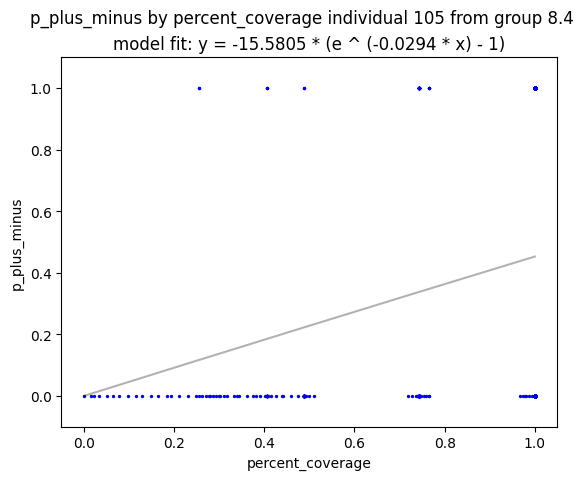 p_plus_minus by percent_coverage individual 105 from group 8.4
model fit: y = -15.5805 * (e ^ (-0.0294 * x) - 1)
1.0
0.8
0.6
0.4
0.2
0.0
p_plus_minus
0.0 0.2 0.4 0.6 0.8 1.0
percent_coverage